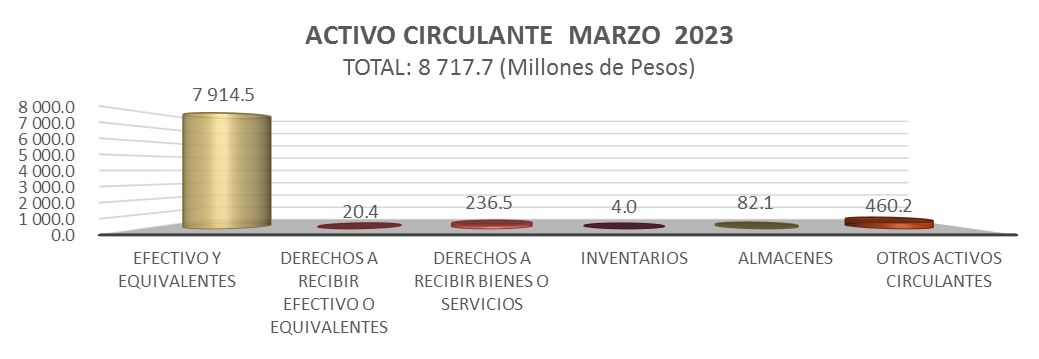 ACTIVO CIRCULANTE MARZO 2023
TOTAL: 8 717.7 (Millones de Pesos)
8 000.0
7 000.0
6 000.0
5 000.0
4 000.0
3 000.0
2 000.0
1 000.0
0.0
7 914.5
20.4
236.5
4.0
82.1
460.2
EFECTIVO Y
EQUIVALENTES
DERECHOS A
RECIBIR
EFECTIVO O
EQUIVALENTES
DERECHOS A
RECIBIR BIENES O
SERVICIOS
INVENTARIOS
ALMACENES
OTROS ACTIVOS
CIRCULANTES